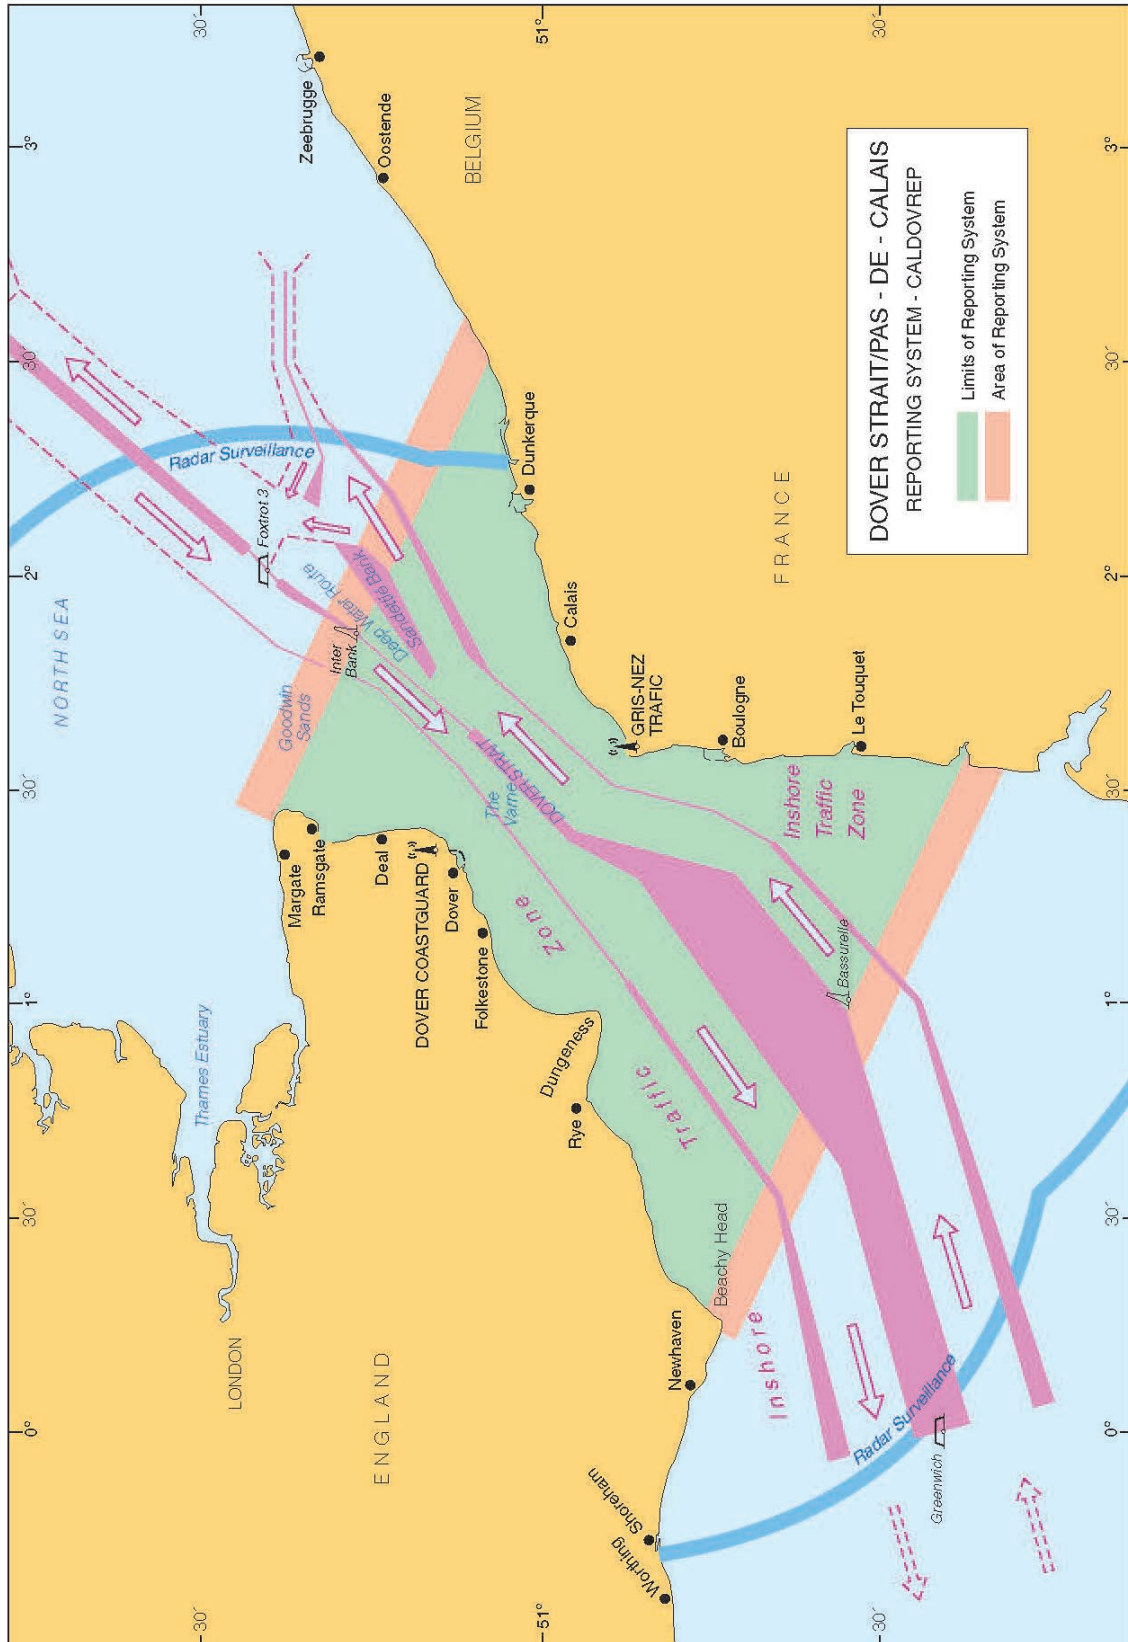 30´
1°
30´
2°
30´
3°
0°
30´
1°
30´
2°
30´
3°
30´
51°
30´
30´
51°
30´
NORTH SEA
Thames Estuary
LONDON
ENGLAND
Margate
Ramsgate
Deal
DOVER COASTGUARD
Dover
Folkestone
Dungeness
Rye
Beachy Head
Newhaven
Shoreham
Worthing
Goodwin
Sands
Inter
Bank
Foxtrot 3
Radar Surveillance
Deep Water Route
Sandettie Bank
The
Varne
DOVER STRAIT
Inshore
Traffic
Zone
Zeebrugge
Oostende
BELGIUM
Dunkerque
Calais
GRIS-NEZ
TRAFIC
Boulogne
Le Touquet
FRANCE
Inshore
Traffic
Zone
Bassurelle
Radar Surveillance
Greenwich
DOVER STRAIT/PAS - DE - CALAIS
REPORTING SYSTEM - CALDOVREP
Limits of Reporting System
Area of Reporting System